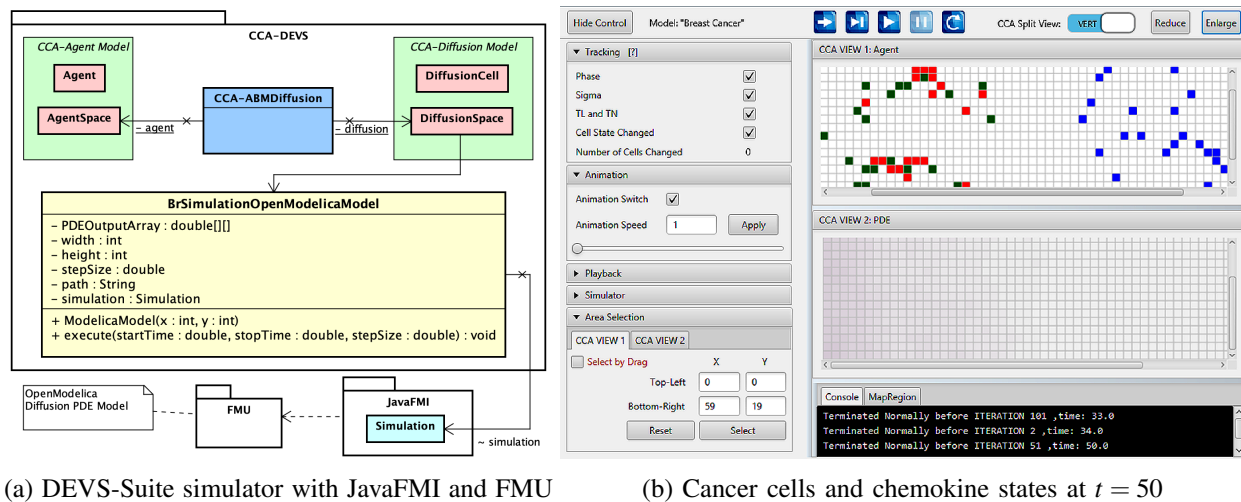 CCA-DEVS
CCA-Agent Model
Agent
AgentSpace
CCA-ABMDiffusion
CCA-Diffusion Model
DiffusionCell
DiffusionSpace
– agent
– diffusion
BrSimulationOpenModelicaModel
– PDEOutputArray : double[][]
– width : int
– height : int
– stepSize : double
– path : String
– simulation : Simulation
+ ModelicaModel(x : int, y : int)
+ execute(startTime : double, stopTime : double, stepSize : double) : void
OpenModelica
Diffusion PDE Model
FMU
JavaFMI
Simulation
~ simulation
(a) DEVS-Suite simulator with JavaFMI and FMU
Hide Control
Model: "Breast Cancer"
CCA Split View:
VERT
Reduce
Enlarge
Tracking [?]
Phase
Sigma
TL and TN
Cell State Changed
Number of Cells Changed 0
Animation
Animation Switch
Animation Speed 1 Apply
Playback
Simulator
Area Selection
CCA VIEW 1 CCA VIEW 2
Select by Drag X Y
Top-Left 0 0
Bottom-Right 59 19
Reset Select
CCA VIEW 1: Agent
CCA VIEW 2: PDE
Console MapRegion
Terminated Normally before ITERATION 101 ,time: 33.0
Terminated Normally before ITERATION 2 ,time: 34.0
Terminated Normally before ITERATION 51 ,time: 50.0
(b) Cancer cells and chemokine states at t = 50